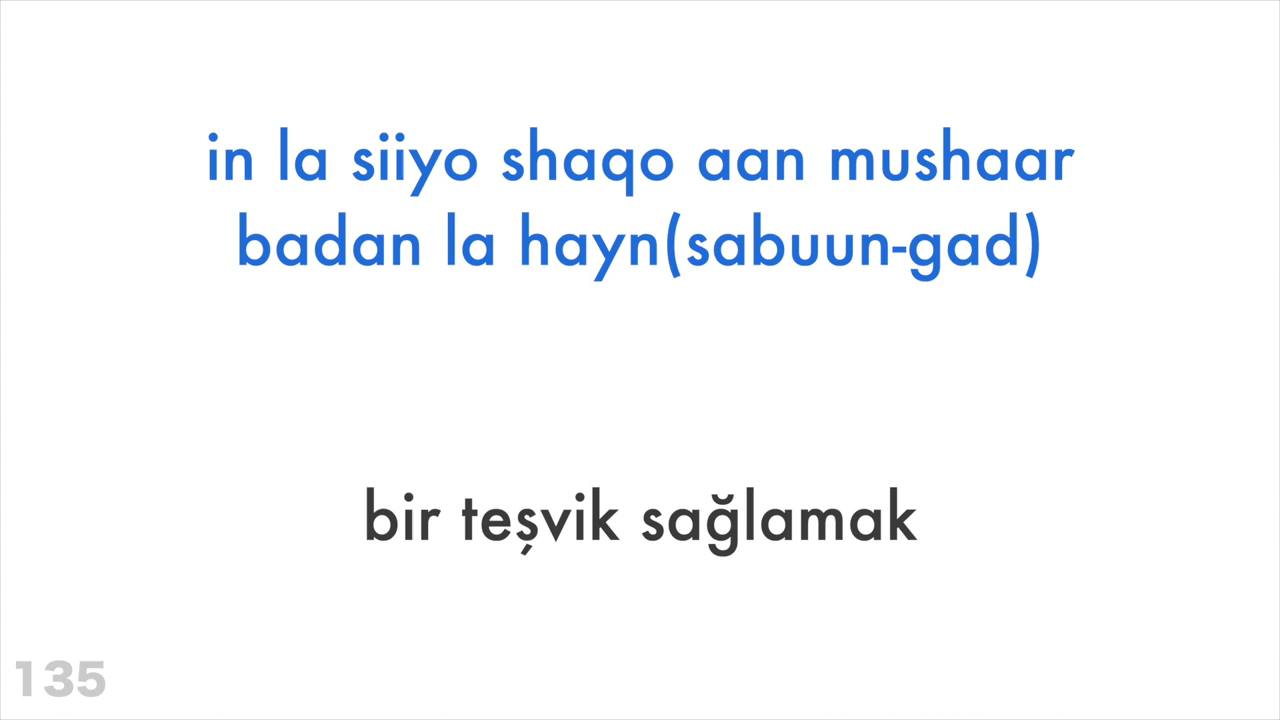 in la siiyo shaqo aan mushaar
badan la hayn(sabuun-gad)
bir teşvik sağlamak
135